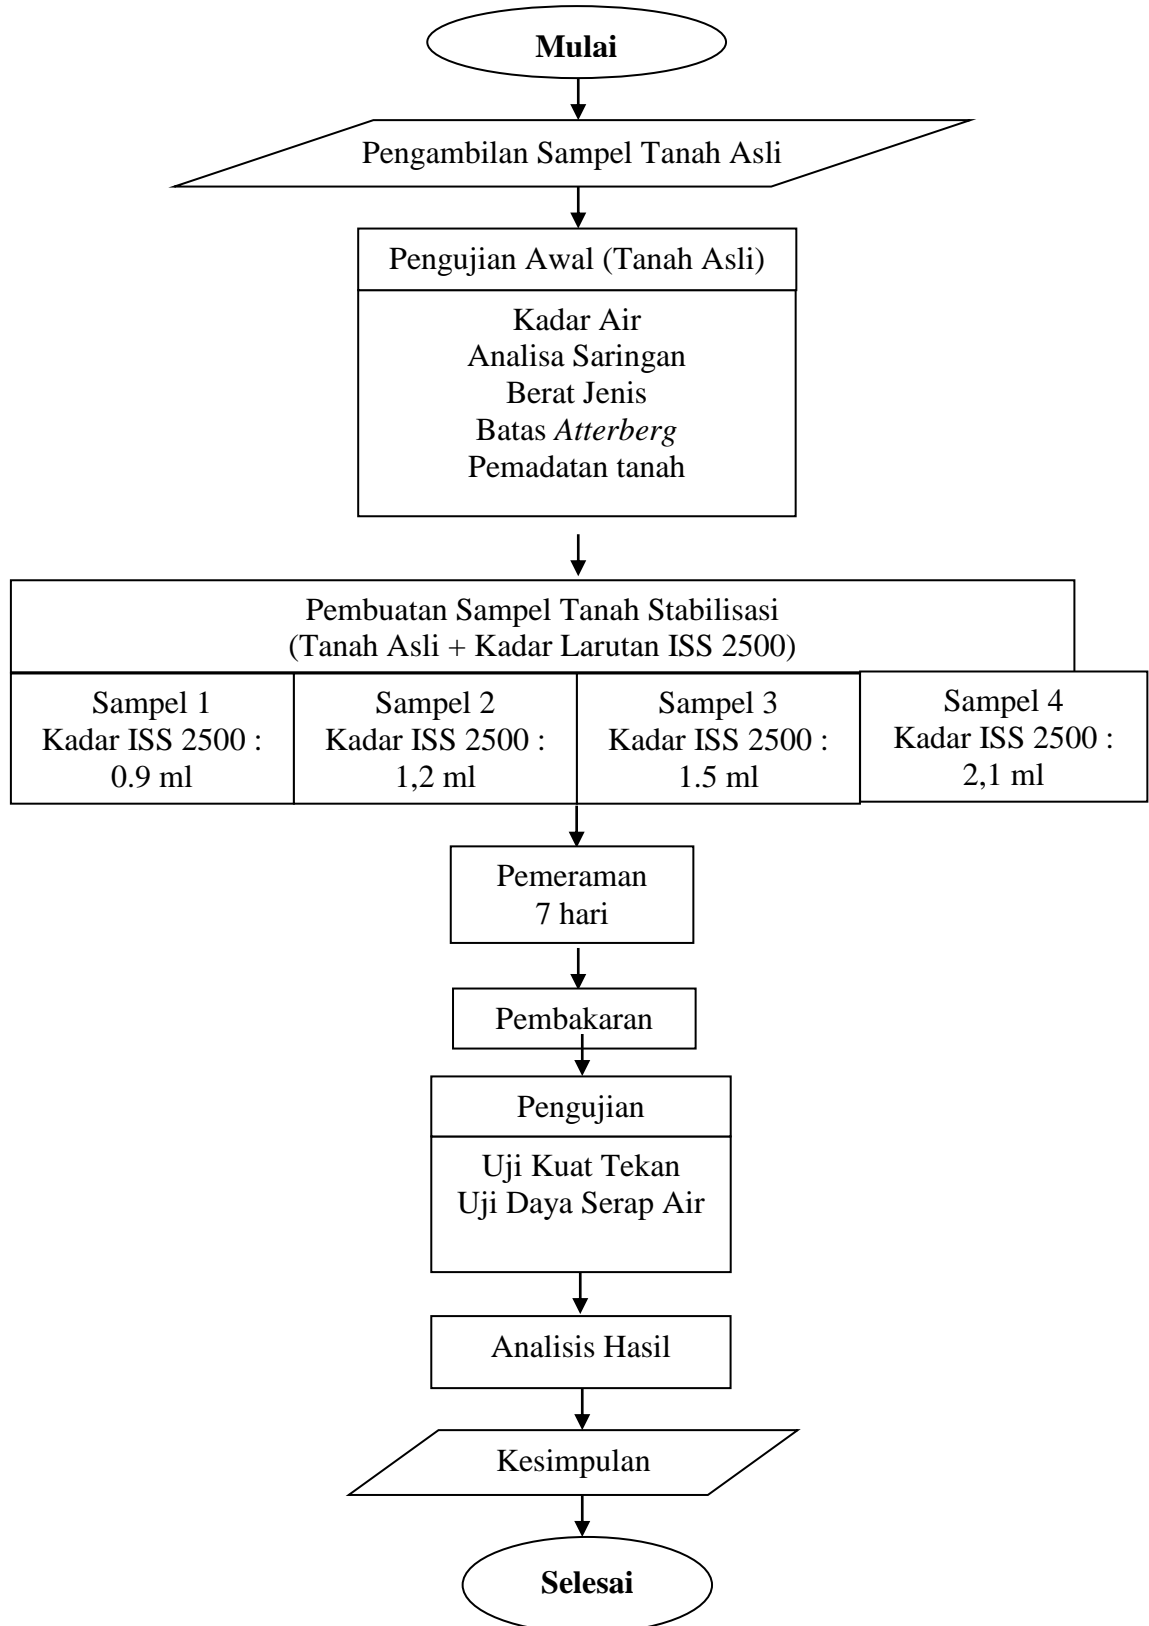 Mulai
Pengambilan Sampel Tanah Asli
Pengujian Awal (Tanah Asli)
Kadar Air
Analisa Saringan
Berat Jenis
Batas Atterberg
Pemadatan tanah
Pembuatan Sampel Tanah Stabilisasi
(Tanah Asli + Kadar Larutan ISS 2500)
Sampel 1
Kadar ISS 2500 :
0.9 ml
Sampel 2
Kadar ISS 2500 :
1,2 ml
Sampel 3
Kadar ISS 2500 :
1.5 ml
Sampel 4
Kadar ISS 2500 :
2,1 ml
Pemeraman
7 hari
Pembakaran
Pengujian
Uji Kuat Tekan
Uji Daya Serap Air
Analisis Hasil
Kesimpulan
Selesai